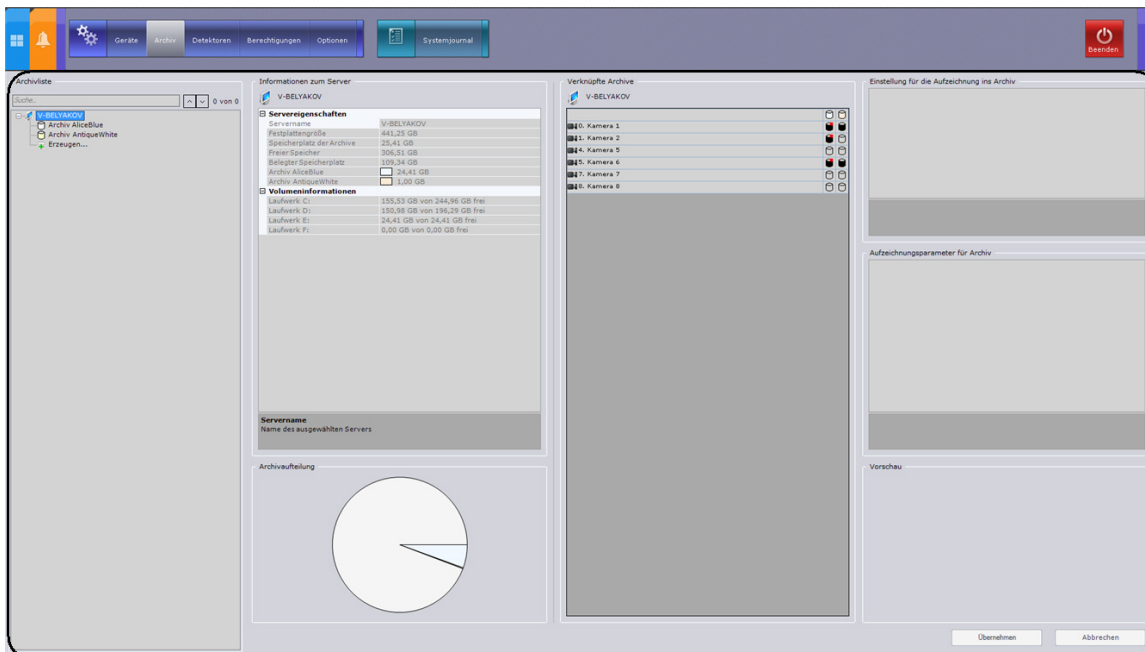 Geräte Archiv Detektoren Berechtigungen Optionen Systemjournal
Beenden
Archivliste
Suche... 0 von 0
V-BELYAKOV
Archiv AliceBlue
Archiv AntiqueWhite
Erzeugen...
Informationen zum Server
V-BELYAKOV
Servereigenschaften
Servername V-BELYAKOV
Festplattengröße 441,25 GB
Speicherplatz der Archive 25,41 GB
Freier Speicher 306,51 GB
Belegter Speicherplatz 109,34 GB
Archiv AliceBlue 24,41 GB
Archiv AntiqueWhite 1,00 GB
Volumeninformationen
Laufwerk C: 155,53 GB von 244,96 GB frei
Laufwerk D: 150,98 GB von 196,29 GB frei
Laufwerk E: 24,41 GB von 24,41 GB frei
Laufwerk F: 0,00 GB von 0,00 GB frei
Servername
Name des ausgewählten Servers
Archivaufteilung
Verknüpfte Archive
V-BELYAKOV
0. Kamera 1
1. Kamera 2
4. Kamera 5
5. Kamera 6
7. Kamera 7
8. Kamera 8
Einstellung für die Aufzeichnung ins Archiv
Aufzeichnungsparameter für Archiv
Vorschau
Übernehmen Abbrechen